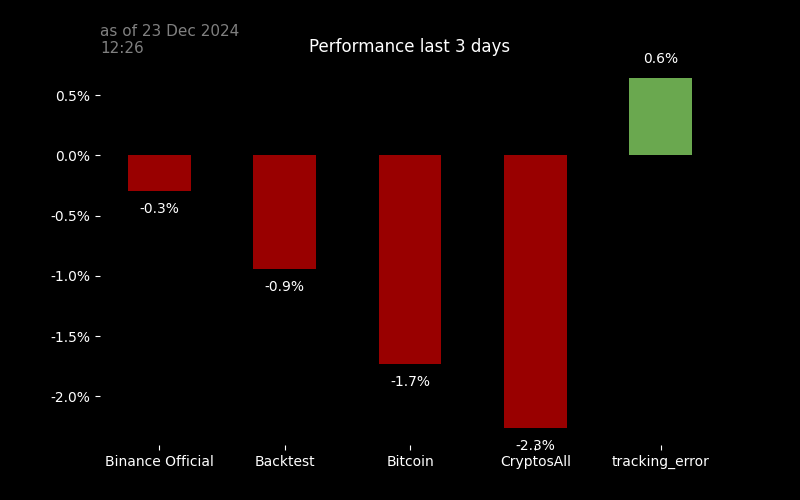 as of 23 Dec 2024
12:26
Performance last 3 days
0.6%
0.5%
0.0%
-0.5%
-1.0%
-1.5%
-2.0%
-0.3%
-0.9%
-1.7%
-2.3%
Binance Official
Backtest
Bitcoin
CryptosAll
tracking_error